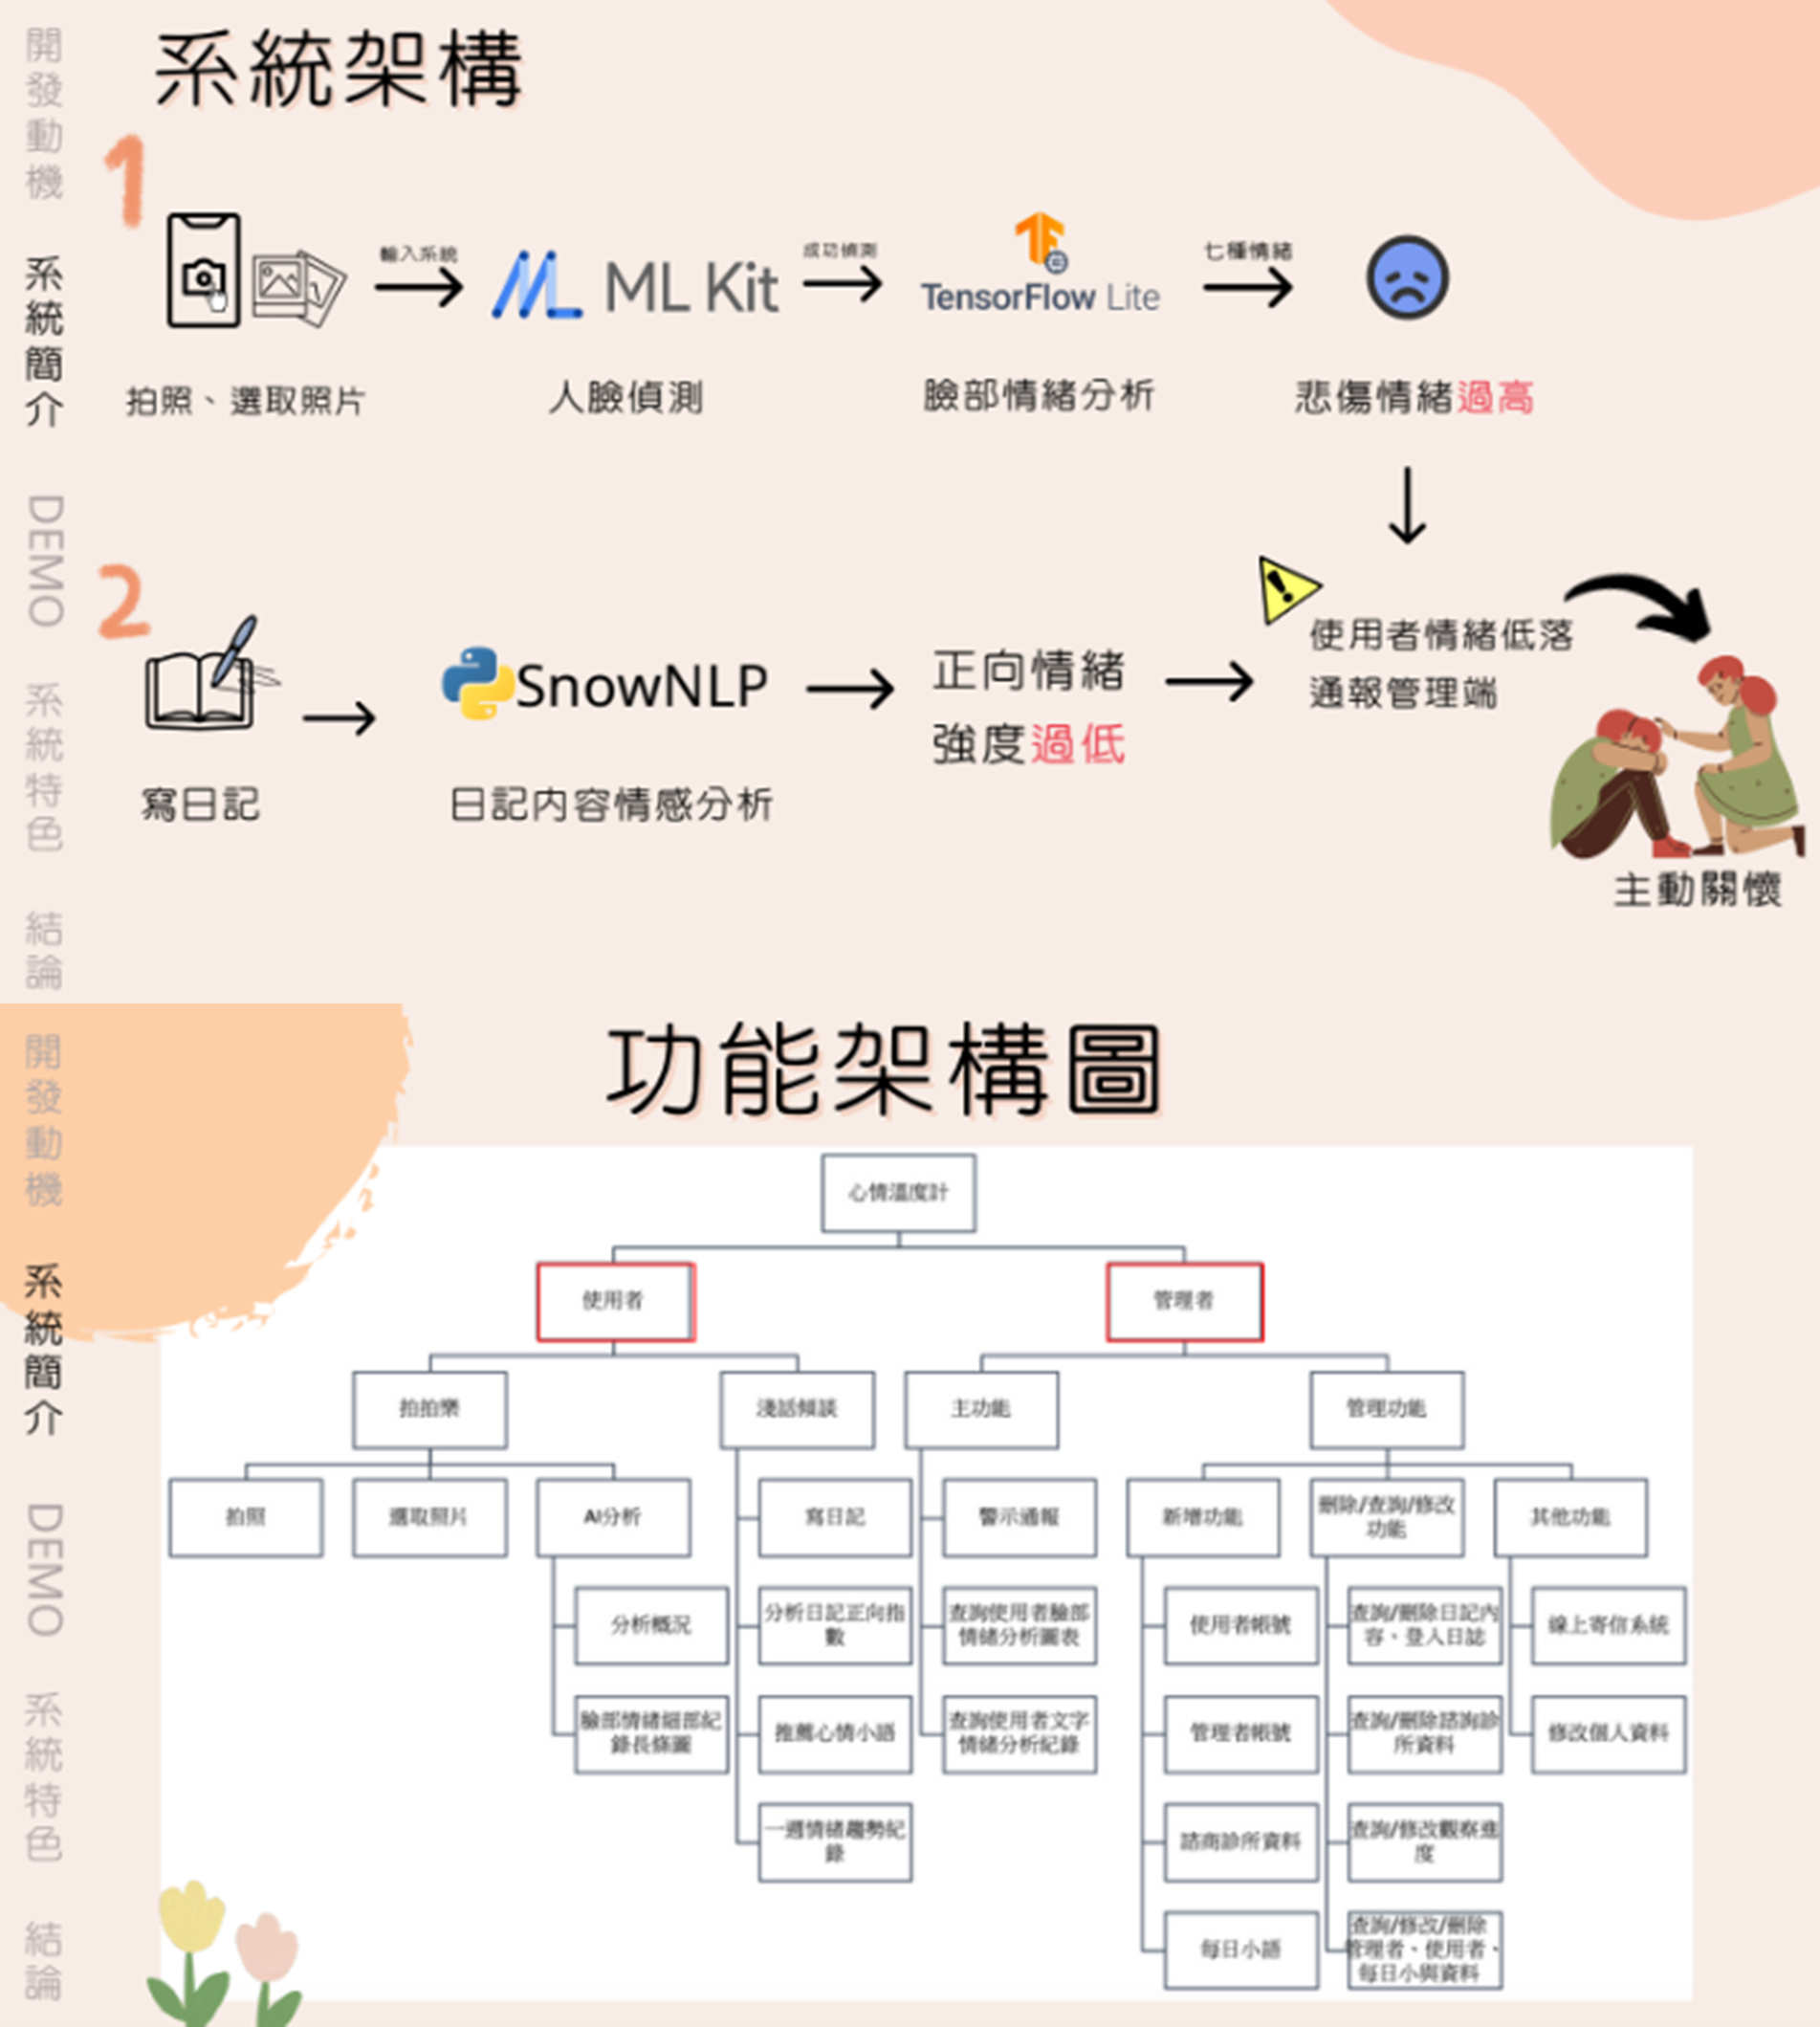 開發動機
系統簡介
DEMO
系統特色
結論
系統架構
1
輸入系統
ML Kit
成功偵測
TensorFlow Lite
七種情緒
拍照、選取照片
人臉偵測
臉部情緒分析
悲傷情緒過高
2
SnowNLP
正向情緒
強度過低
使用者情緒低落
通報管理端
寫日記
日記內容情感分析
主動關懷
開發動機
系統簡介
DEMO
系統特色
結論
功能架構圖
心情溫度計
使用者
管理者
拍拍樂
淺話傾談
主功能
管理功能
拍照
選取照片
AI分析
寫日記
警示通報
新增功能
刪除/查詢/修改
功能
其他功能
分析概況
分析日記正向指
數
查詢使用者臉部
情緒分析圖表
使用者帳號
查詢/刪除日記內
容、登入日誌
線上寄信系統
臉部情緒細部紀
錄長條圖
推薦心情小語
查詢使用者文字
情緒分析紀錄
管理者帳號
查詢/刪除諮詢診
所資料
修改個人資料
一週情緒趨勢紀
錄
諮商診所資料
查詢/修改觀察進
度
每日小語
查詢/修改/刪除
管理者、使用者、
每日小與資料